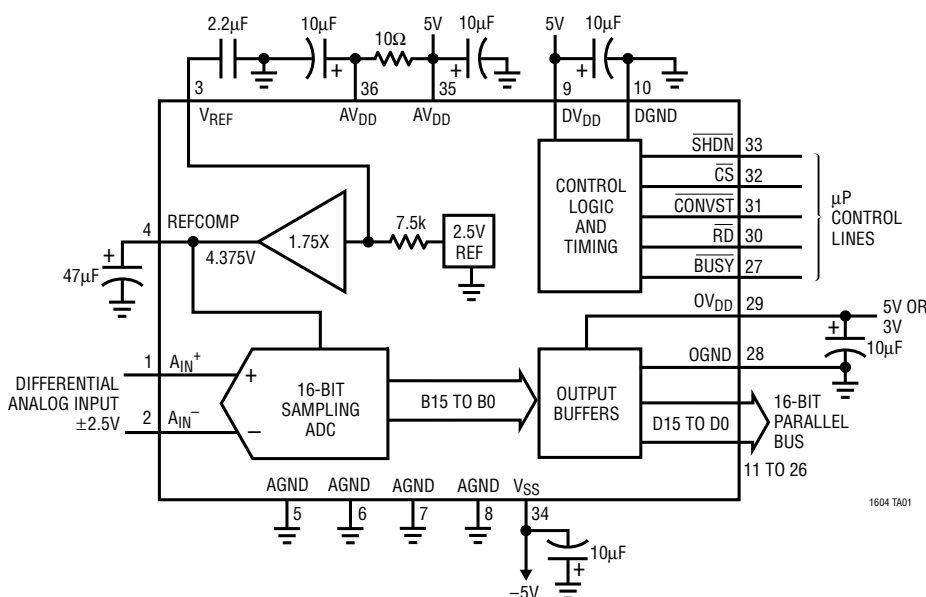 2.2µF
10µF
10Ω
5V
10µF
5V
10µF
+
+
+
3
36
35
9
10
VREF
AVDD
AVDD
DVDD
DGND
SHDN 33
CS 32
CONVST 31
RD 30
BUSY 27
CONTROL
LOGIC
AND
TIMING
µP
CONTROL
LINES
4
REFCOMP
4.375V
1.75X
7.5k
2.5V
REF
+
47µF
OVDD 29
5V OR
3V
+
10µF
OGND 28
1 AIN+
DIFFERENTIAL
ANALOG INPUT
±2.5V
2 AIN−
+
−
16-BIT
SAMPLING
ADC
B15 TO B0
OUTPUT
BUFFERS
D15 TO D0
16-BIT
PARALLEL
BUS
11 TO 26
AGND
AGND
AGND
AGND
VSS
5
6
7
8
34
10µF
+
–5V
1604 TA01